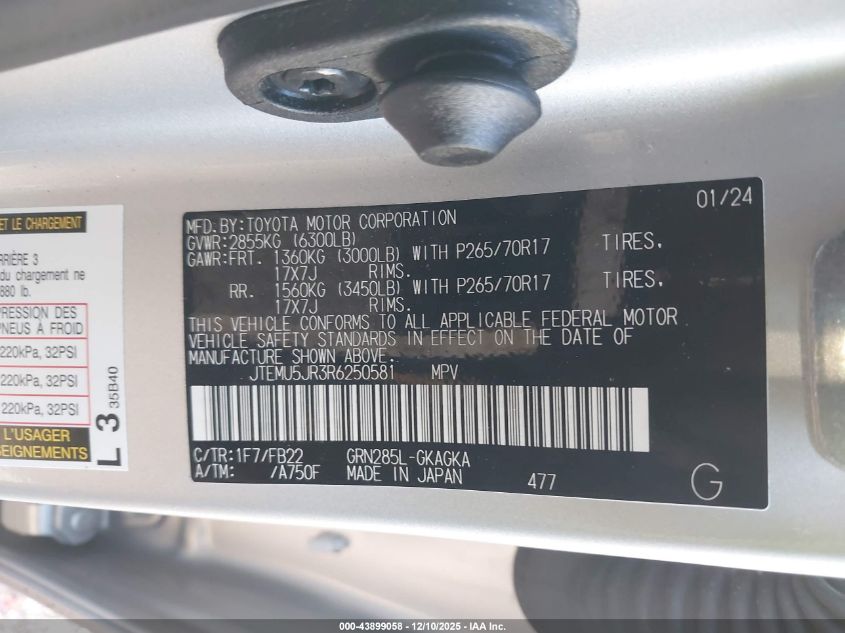 ET LE CHARGEMENT
RRIÈRE 3
du chargement ne
880 lb.
PRESSION DES
PNEUS À FROID
220kPa, 32PSI
220kPa, 32PSI
220kPa, 32PSI
L'USAGER
SEIGNEMENTS
L 3 35B40
01/24
MFD.BY:TOYOTA MOTOR CORPORATION
GVWR:2855KG (6300LB)
GAWR:FRT. 1360KG (3000LB) WITH P265/70R17 TIRES,
17X7J RIMS.
RR. 1560KG (3450LB) WITH P265/70R17 TIRES,
17X7J RIMS.
THIS VEHICLE CONFORMS TO ALL APPLICABLE FEDERAL MOTOR
VEHICLE SAFETY STANDARDS IN EFFECT ON THE DATE OF
MANUFACTURE SHOWN ABOVE.
JTEMU5JR3R6250581 MPV
C/TR:1F7/FB22 GRN285L-GKAGKA
A/TM: /A750F MADE IN JAPAN 477
G
000-43899058 - 12/10/2025 - IAA Inc.